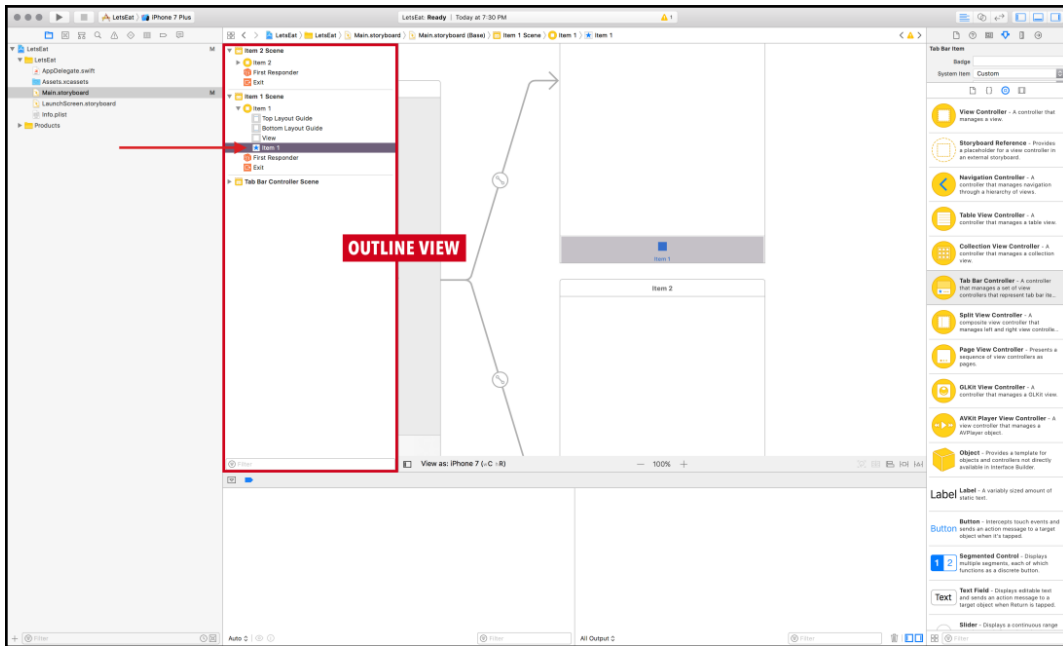 LetsEat
iPhone 7 Plus
LetsEat: Ready | Today at 7:30 PM
1
LetsEat
M
LetsEat
AppDelegate.swift
Assets.xcassets
Main.storyboard
M
LaunchScreen.storyboard
Info.plist
Products
Filter
LetsEat
LetsEat
Main.storyboard
Main.storyboard (Base)
Item 1 Scene
Item 1
Item 1
Item 2 Scene
Item 2
First Responder
Exit
Item 1 Scene
Item 1
Top Layout Guide
Bottom Layout Guide
View
Item 1
First Responder
Exit
Tab Bar Controller Scene
OUTLINE VIEW
Filter
Item 1
Item 2
View as: iPhone 7 (wC hR)
100%
Auto
Filter
All Output
Filter
Tab Bar Item
Badge
System Item
Custom
View Controller - A controller that
manages a view.
Storyboard Reference - Provides
a placeholder for a view controller in
an external storyboard.
Navigation Controller - A
controller that manages navigation
through a hierarchy of views.
Table View Controller - A
controller that manages a table view.
Collection View Controller - A
controller that manages a collection
view.
Tab Bar Controller - A controller
that manages a set of view
controllers that represent tab bar ite...
Split View Controller - A
composite view controller that
manages left and right view controlle...
Page View Controller - Presents a
sequence of view controllers as
pages.
GLKit View Controller - A
controller that manages a GLKit view.
AVKit Player View Controller - A
view controller that manages a
AVPlayer object.
Object - Provides a template for
objects and controllers not directly
available in Interface Builder.
Label
Label - A variably sized amount of
static text.
Button
Button - Intercepts touch events and
sends an action message to a target
object when it's tapped.
1 2
Segmented Control - Displays
multiple segments, each of which
functions as a discrete button.
Text
Text Field - Displays editable text
and sends an action message to a
target object when Return is tapped.
Slider - Displays a continuous range
Filter